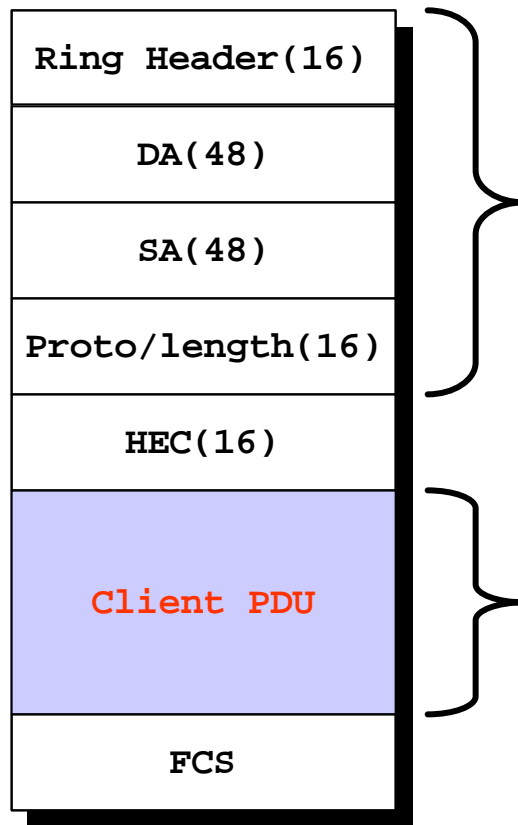 Ring Header(16)
DA(48)
SA(48)
Proto/length(16)
HEC(16)
Client PDU
FCS